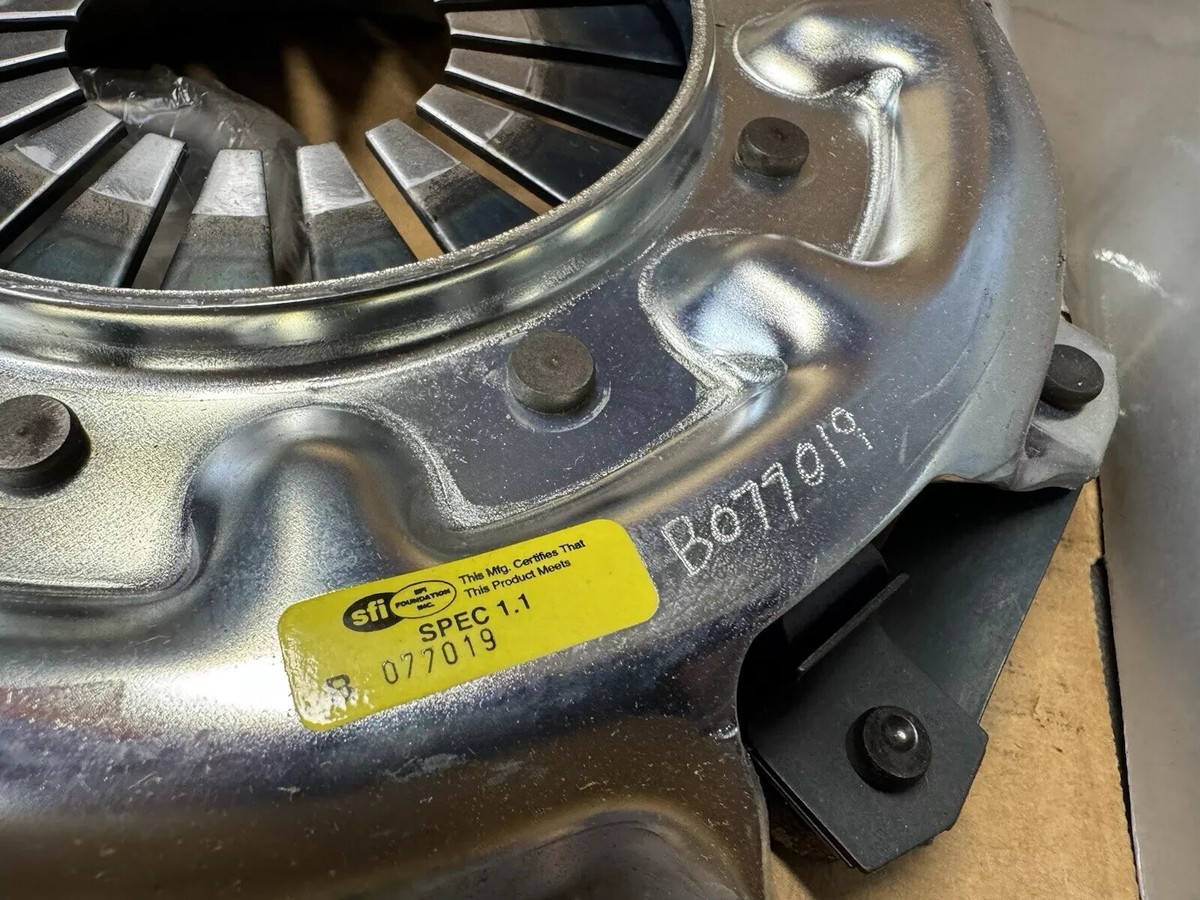 sfi
SFI
FOUNDATION
INC.
This Mfg. Certifies That
This Product Meets
SPEC 1.1
B 077019
B077019